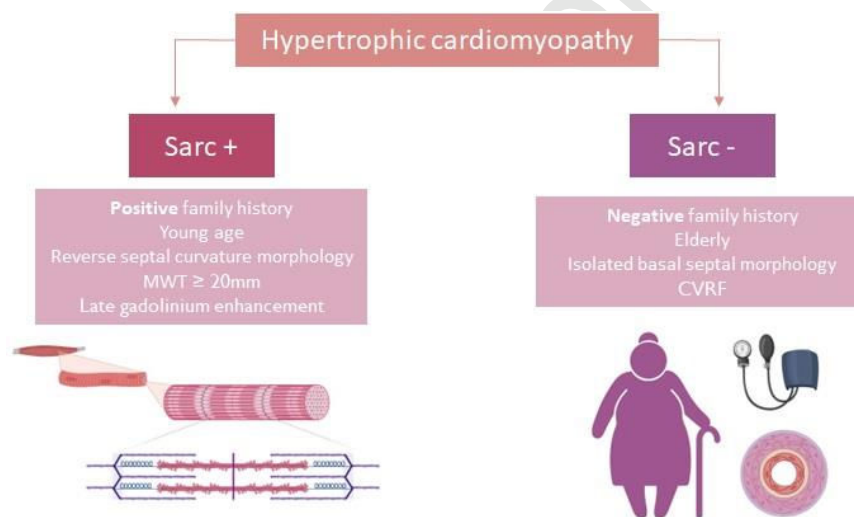 Hypertrophic cardiomyopathy
Sarc +
Positive family history
Young age
Reverse septal curvature morphology
MWT ≥ 20mm
Late gadolinium enhancement
Sarc -
Negative family history
Elderly
Isolated basal septal morphology
CVRF